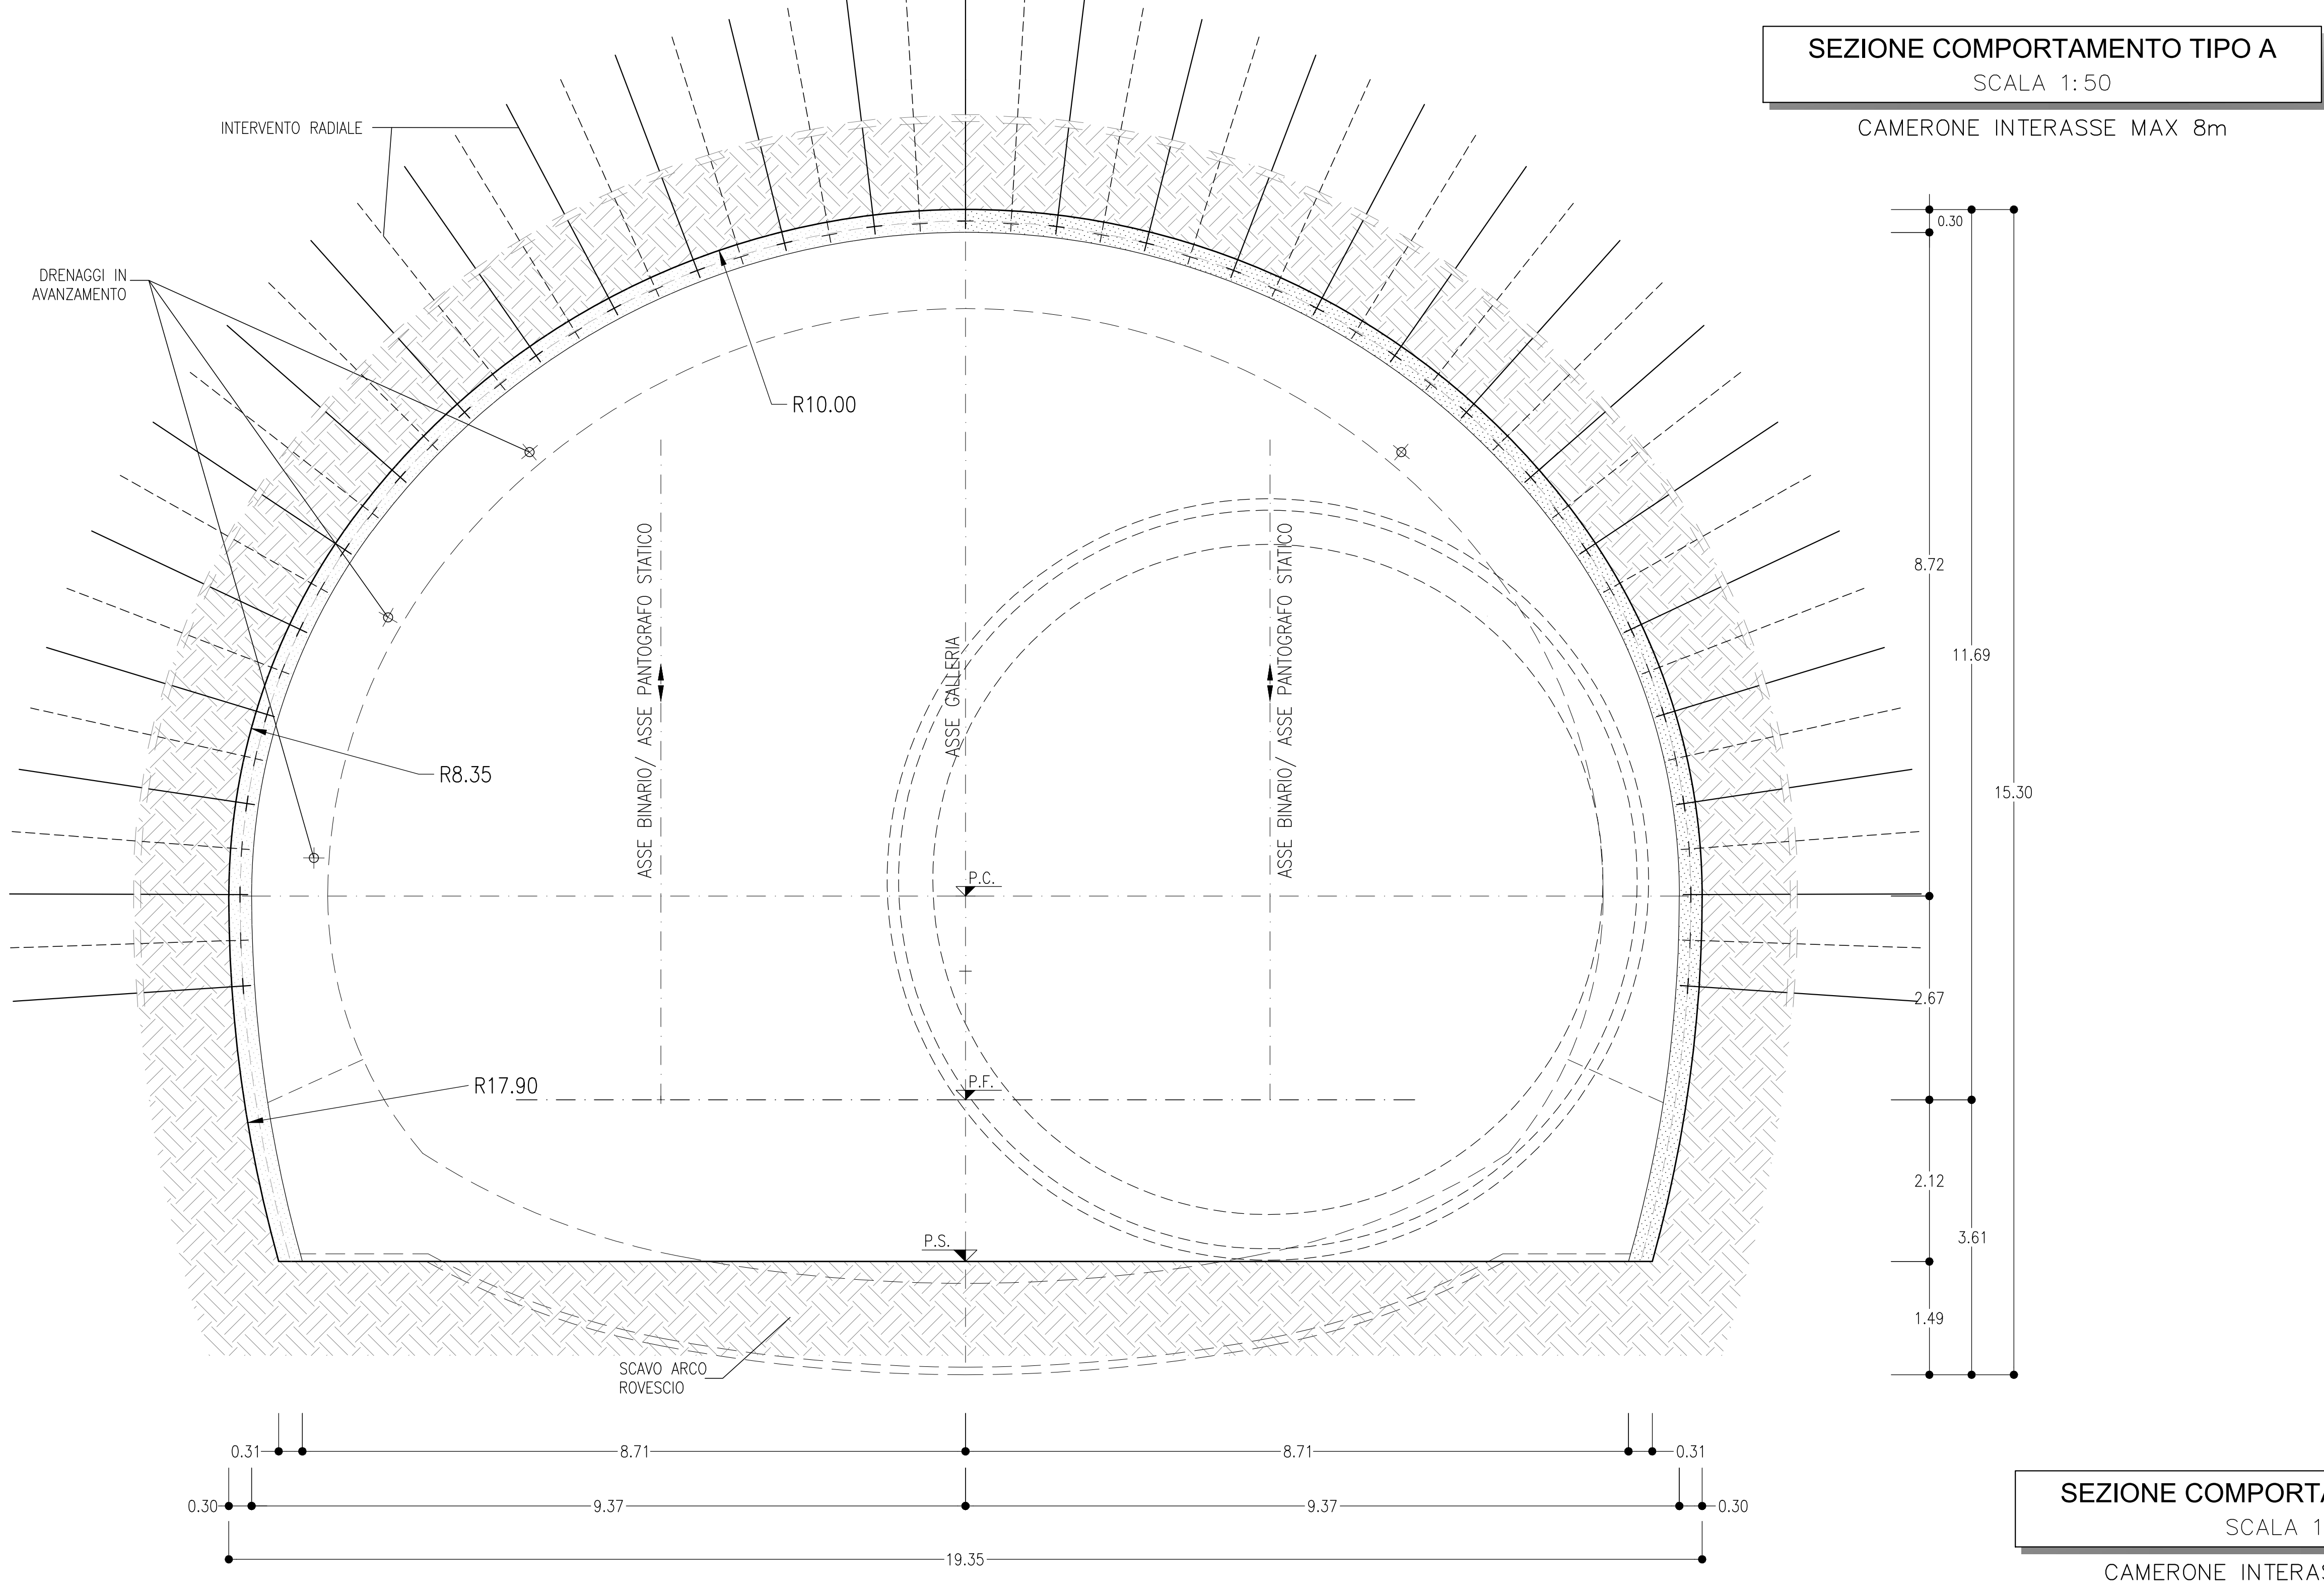 SEZIONE COMPORTAMENTO TIPO A
SCALA 1:50
CAMERONE INTERASSE MAX 8m
INTERVENTO RADIALE
DRENAGGI IN
AVANZAMENTO
0.30
R10.00
ASSE BINARIO/ ASSE PANTOGRAFO STATICO
ASSE GALLERIA
ASSE BINARIO/ ASSE PANTOGRAFO STATICO
8.72
11.69
15.30
R8.35
P.C.
2.67
R17.90
P.F.
2.12
P.S.
3.61
1.49
SCAVO ARCO
ROVESCIO
0.31
8.71
8.71
0.31
0.30
9.37
9.37
0.30
19.35
SEZIONE COMPORTA
SCALA 1
CAMERONE INTERAS